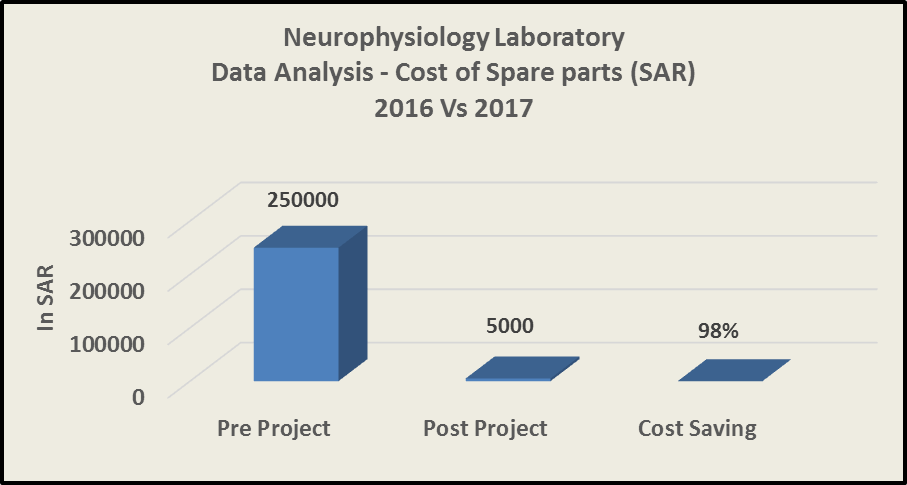 Neurophysiology Laboratory
Data Analysis - Cost of Spare parts (SAR)
2016 Vs 2017
250000
300000
200000
100000
0
In SAR
5000
98%
Pre Project
Post Project
Cost Saving